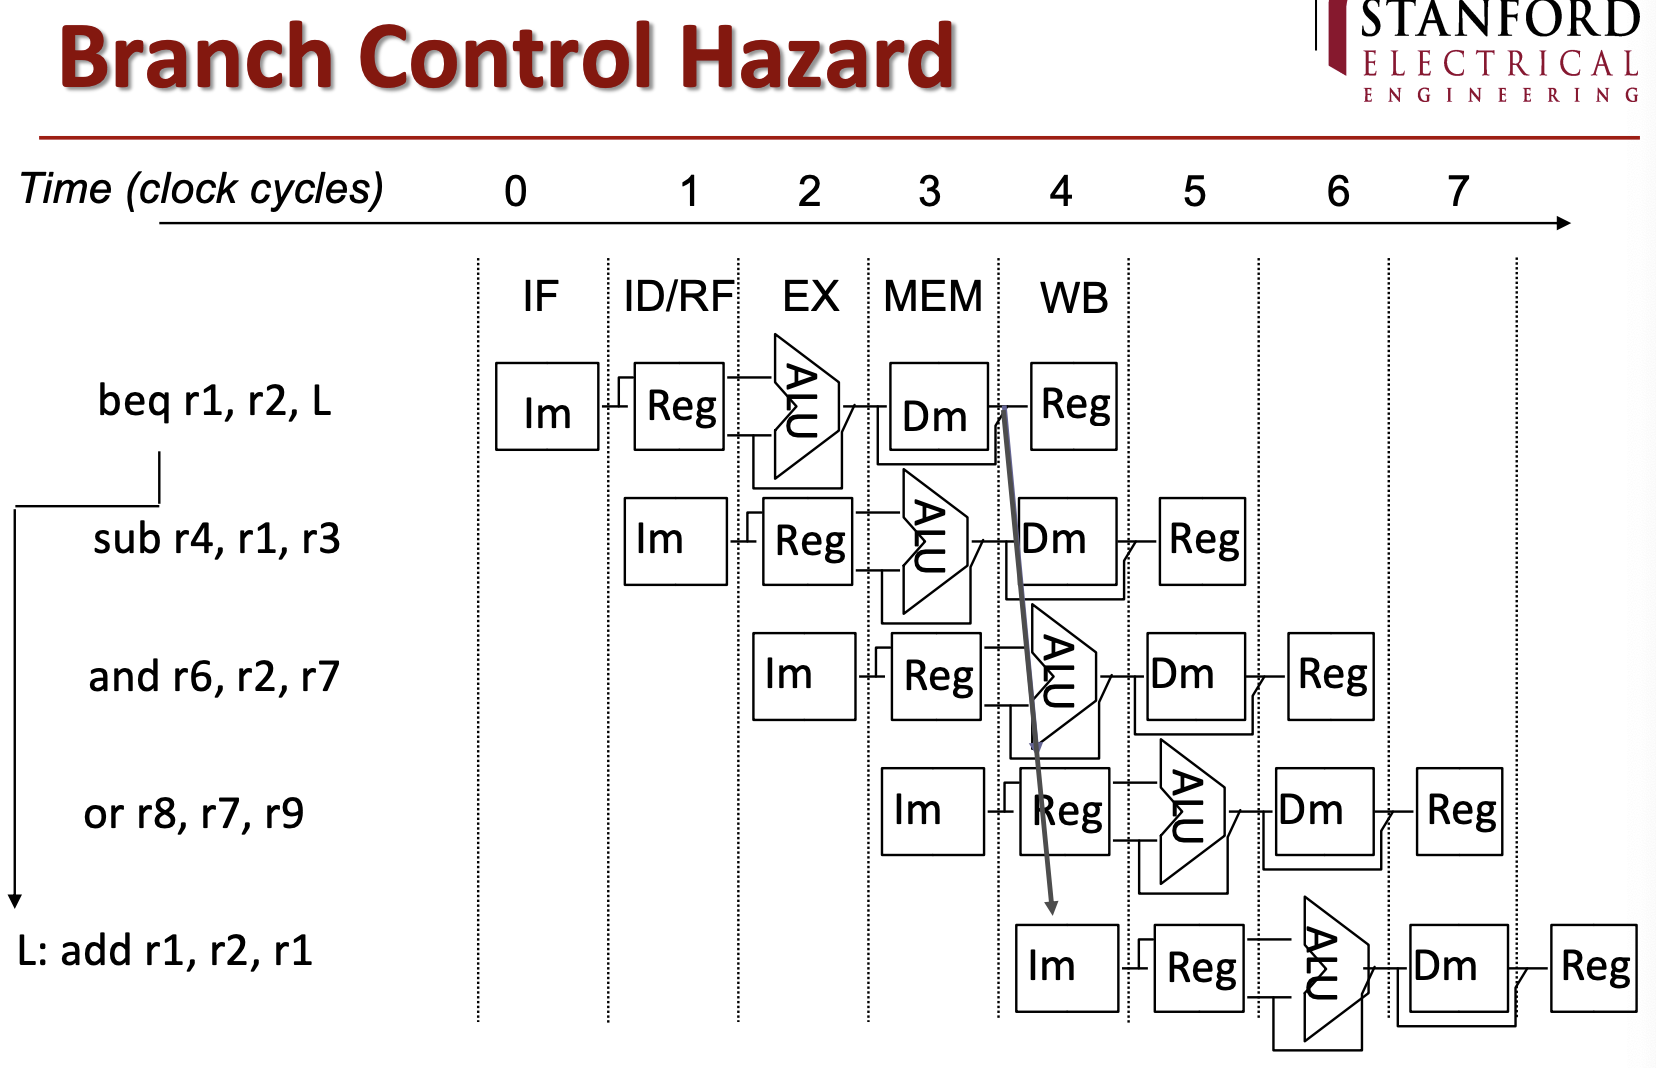 Branch Control Hazard
STANFORD
ELECTRICAL
ENGINEERING
Time (clock cycles) 0 1 2 3 4 5 6 7
IF ID/RF EX MEM WB
beq r1, r2, L Im Reg ALU Dm Reg
sub r4, r1, r3 Im Reg ALU Dm Reg
and r6, r2, r7 Im Reg ALU Dm Reg
or r8, r7, r9 Im Reg ALU Dm Reg
L: add r1, r2, r1 Im Reg ALU Dm Reg